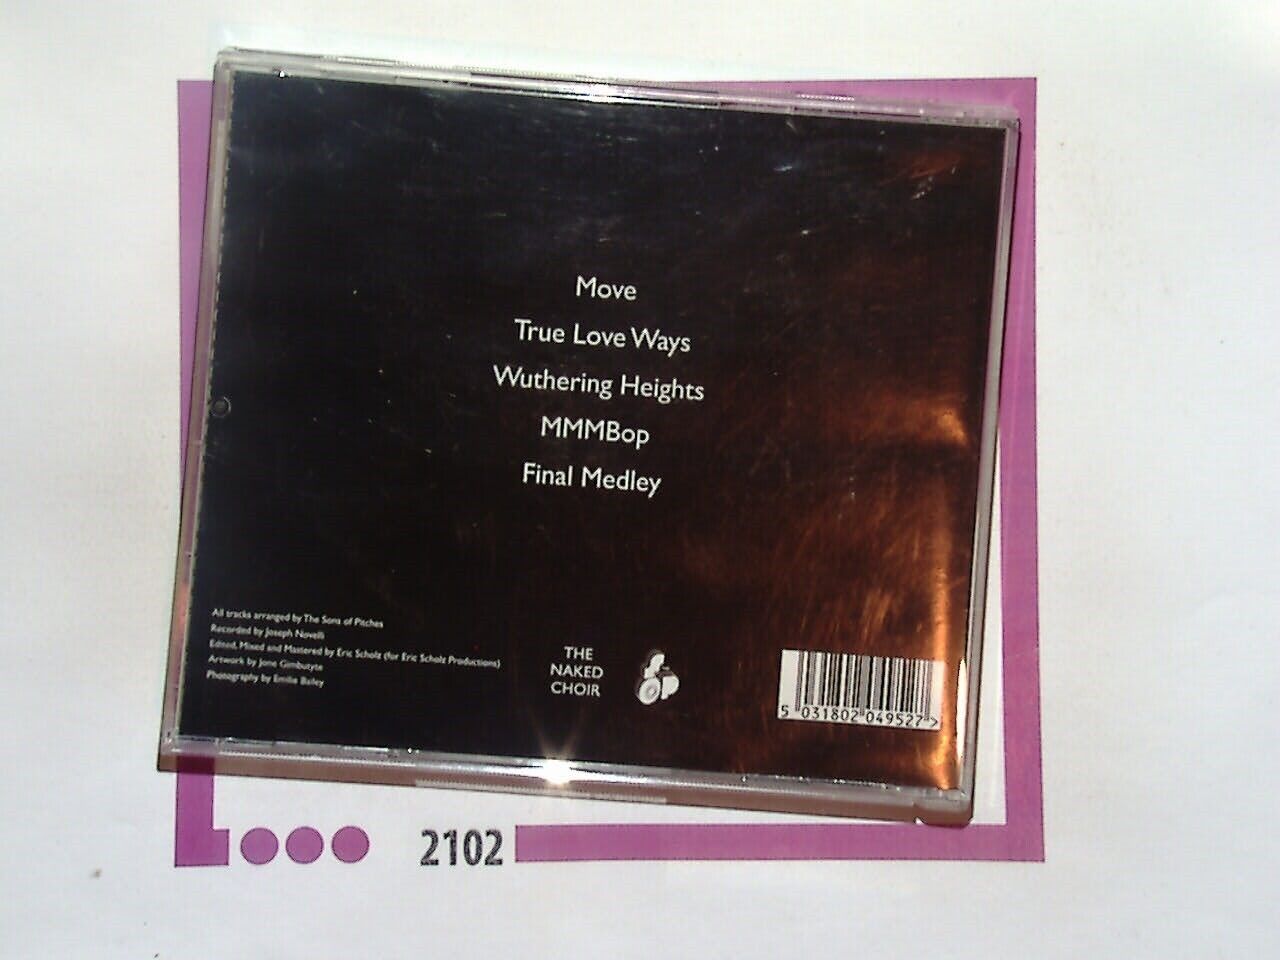 Move
True Love Ways
Wuthering Heights
MMMBop
Final Medley
All tracks arranged by The Sons of Pitches
Recorded by Joseph Novelli
Edited, Mixed and Mastered by Eric Scholz (for Eric Scholz Productions)
Artwork by Jone Gimbutyte
Photography by Emilie Bailey
THE
NAKED
CHOIR
5 031802 049527 >
2102